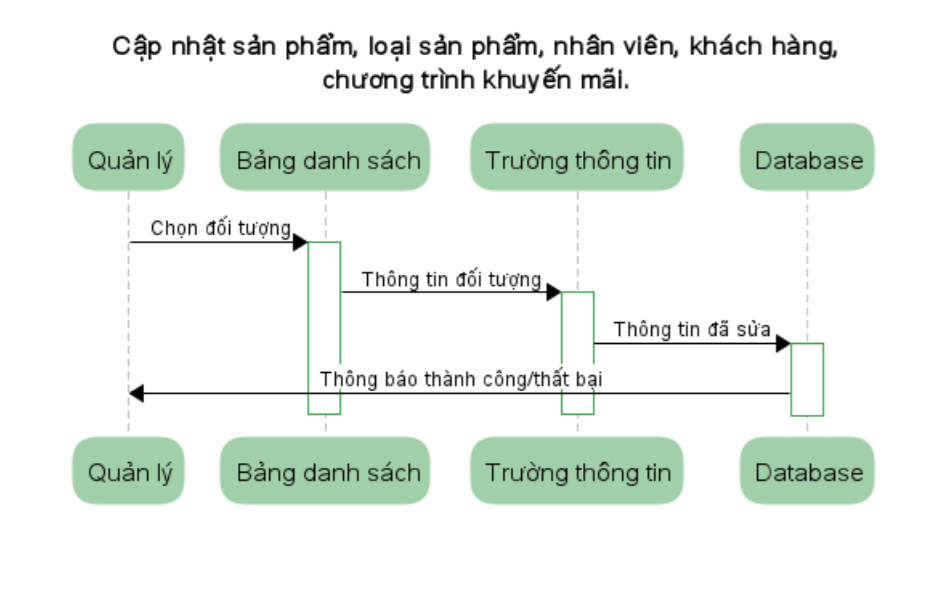 Cập nhật sản phẩm, loại sản phẩm, nhân viên, khách hàng,
chương trình khuyến mãi.
Quản lý
Bảng danh sách
Trường thông tin
Database
Chọn đối tượng
Thông tin đối tượng
Thông tin đã sửa
Thông báo thành công/thất bại
Quản lý
Bảng danh sách
Trường thông tin
Database